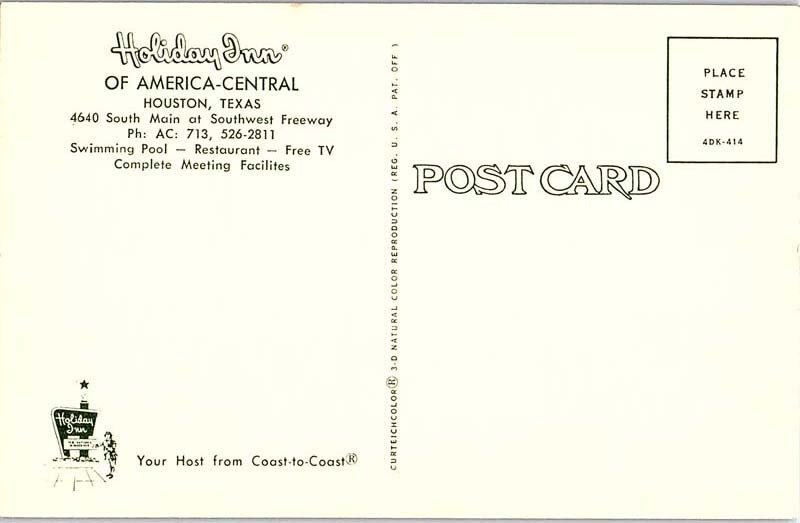 Holiday Inn®
OF AMERICA-CENTRAL
HOUSTON, TEXAS
4640 South Main at Southwest Freeway
Ph: AC: 713, 526-2811
Swimming Pool — Restaurant — Free TV
Complete Meeting Facilites
CURTEICHCOLOR® 3-D NATURAL COLOR REPRODUCTION (REG. U. S. A. PAT. OFF )
POST CARD
PLACE
STAMP
HERE
4DK-414
Holiday
Inn
Your Host from Coast-to-Coast®